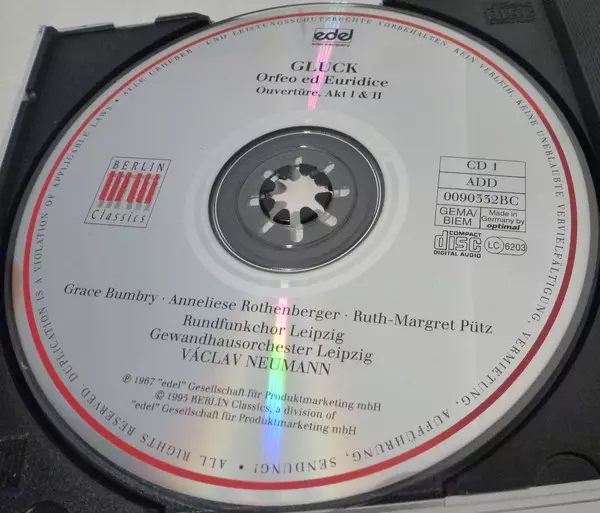 edel
GLUCK
Orfeo ed Euridice
Ouvertüre, Akt I & II
BERLIN
Classics
CD 1
ADD
0090332BC
GEMA/
BIEM
Made in
Germany by
optimal
COMPACT
disc
DIGITAL AUDIO
LC 6203
Grace Bumbry · Anneliese Rothenberger · Ruth-Margret Pütz
Rundfunkchor Leipzig
Gewandhausorchester Leipzig
VÁCLAV NEUMANN
℗ 1967 "edel" Gesellschaft für Produktmarketing mbH
© 1995 BERLIN Classics, a division of
"edel" Gesellschaft für Produktmarketing mbH
• ALLE URHEBER- UND LEISTUNGSSCHUTZRECHTE VORBEHALTEN. KEIN VERLEIH, KEINE UNERLAUBTE VERVIELFÄLTIGUNG, VERMIETUNG, AUFFÜHRUNG, SENDUNG!
• ALL RIGHTS RESERVED DUPLICATION IS A VIOLATION OF APPLICABLE LAWS